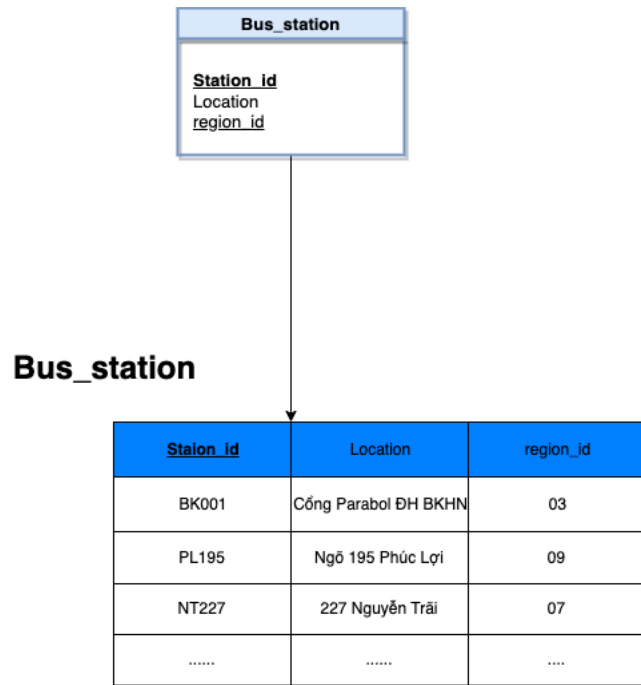 Bus_station
Station_id
Location
region_id
Bus_station
Staion_id Location region_id
BK001 Cổng Parabol ĐH BKHN 03
PL195 Ngõ 195 Phúc Lợi 09
NT227 227 Nguyễn Trãi 07
...... ...... ....